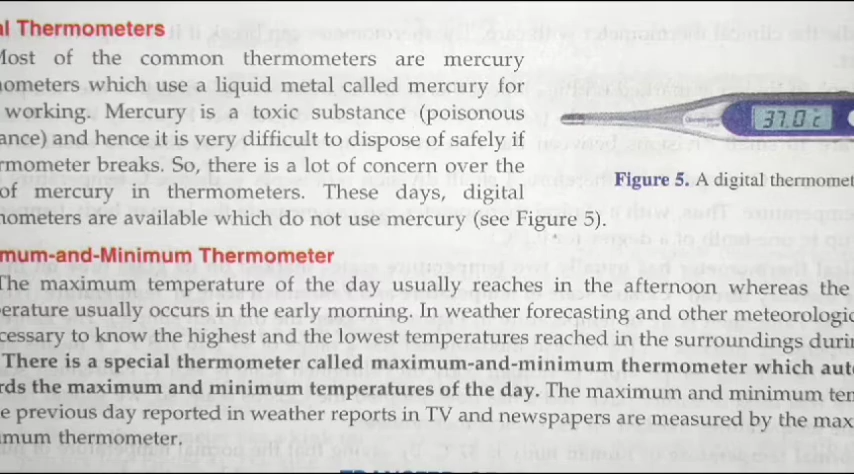 al Thermometers
Most of the common thermometers are mercury
nometers which use a liquid metal called mercury for
working. Mercury is a toxic substance (poisonous
ance) and hence it is very difficult to dispose of safely if
rmometer breaks. So, there is a lot of concern over the
of mercury in thermometers. These days, digital
nometers are available which do not use mercury (see Figure 5).
37.0°C
Figure 5. A digital thermomet
mum-and-Minimum Thermometer
The maximum temperature of the day usually reaches in the afternoon whereas the
erature usually occurs in the early morning. In weather forecasting and other meteorologic
cessary to know the highest and the lowest temperatures reached in the surroundings durin
There is a special thermometer called maximum-and-minimum thermometer which auto
rds the maximum and minimum temperatures of the day. The maximum and minimum tem
e previous day reported in weather reports in TV and newspapers are measured by the max
imum thermometer.